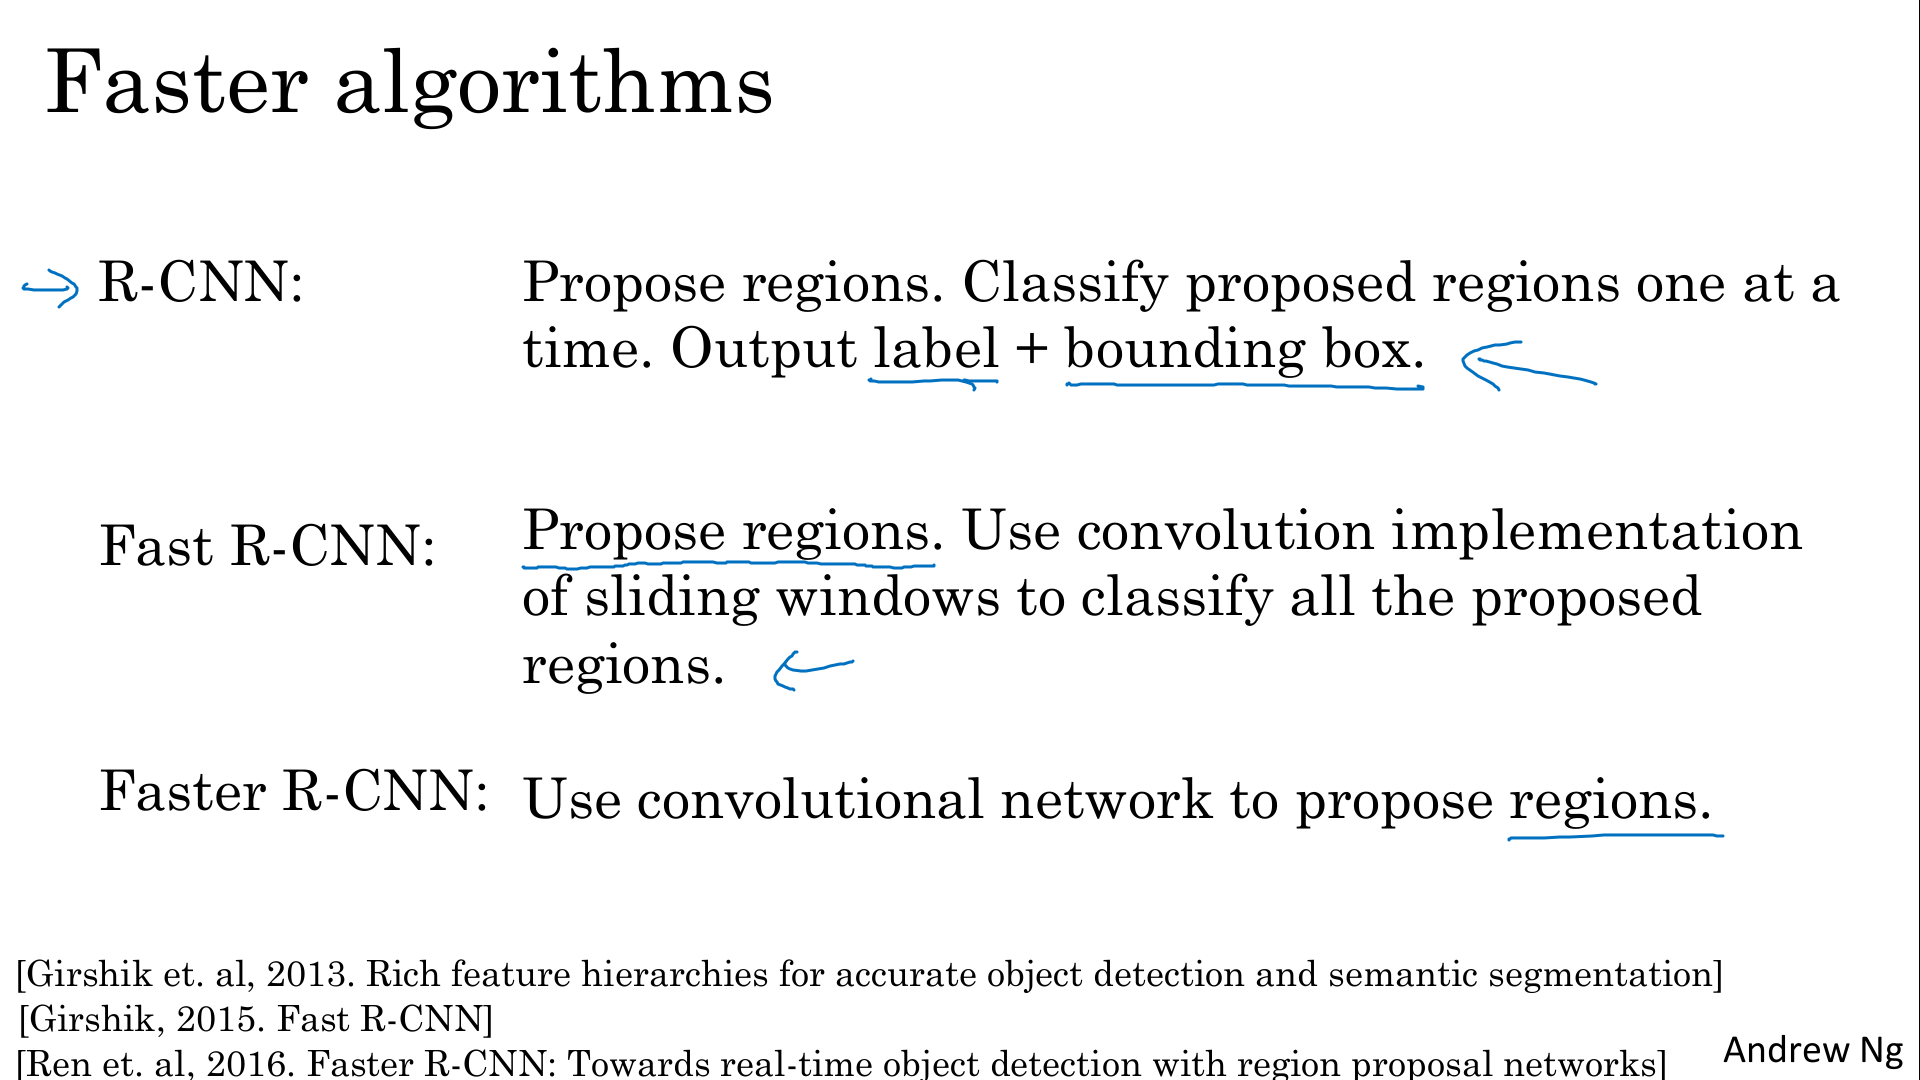 Faster algorithms
R-CNN: Propose regions. Classify proposed regions one at a
time. Output label + bounding box.
Fast R-CNN: Propose regions. Use convolution implementation
of sliding windows to classify all the proposed
regions.
Faster R-CNN: Use convolutional network to propose regions.
[Girshik et. al, 2013. Rich feature hierarchies for accurate object detection and semantic segmentation]
[Girshik, 2015. Fast R-CNN]
[Ren et. al, 2016. Faster R-CNN: Towards real-time object detection with region proposal networks]
Andrew Ng